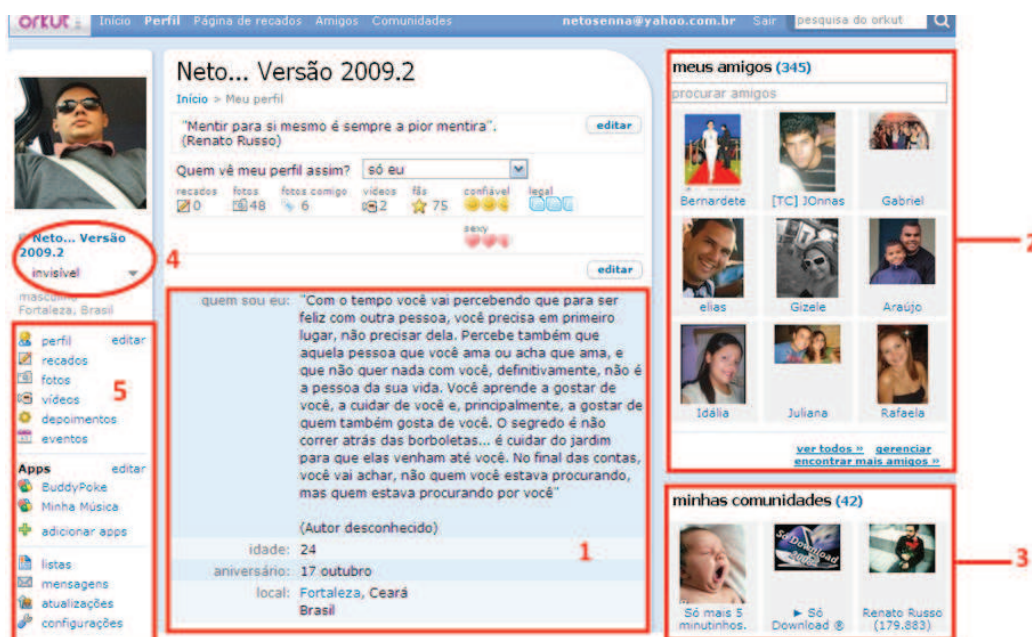 orkut Início Perfil Página de recados Amigos Comunidades netosenna@yahoo.com.br Sair pesquisa do orkut
Neto... Versão 2009.2
invisível
4
masculino
Fortaleza, Brasil
perfil editar
recados
fotos
vídeos
depoimentos
eventos
5
Apps editar
BuddyPoke
Minha Música
adicionar apps
listas
mensagens
atualizações
configurações
Neto... Versão 2009.2
Início > Meu perfil
"Mentir para si mesmo é sempre a pior mentira". editar
(Renato Russo)
Quem vê meu perfil assim? só eu
recados fotos fotos comigo vídeos fãs confiável legal
0 48 6 2 75
sexy
editar
quem sou eu: "Com o tempo você vai percebendo que para ser
feliz com outra pessoa, você precisa em primeiro
lugar, não precisar dela. Percebe também que
aquela pessoa que você ama ou acha que ama, e
que não quer nada com você, definitivamente, não é
a pessoa da sua vida. Você aprende a gostar de
você, a cuidar de você e, principalmente, a gostar de
quem também gosta de você. O segredo é não
correr atrás das borboletas... é cuidar do jardim
para que elas venham até você. No final das contas,
você vai achar, não quem você estava procurando,
mas quem estava procurando por você"
(Autor desconhecido)
idade: 24
aniversário: 17 outubro
local: Fortaleza, Ceará
Brasil
1
meus amigos (345)
procurar amigos
Bernardete [TC] JOnnas Gabriel
elias Gizele Araújo
Idália Juliana Rafaela
ver todos » gerenciar
encontrar mais amigos »
2
minhas comunidades (42)
Só Download
Só mais 5 ► Só Renato Russo
minutinhos. Download ® (179.883)
3